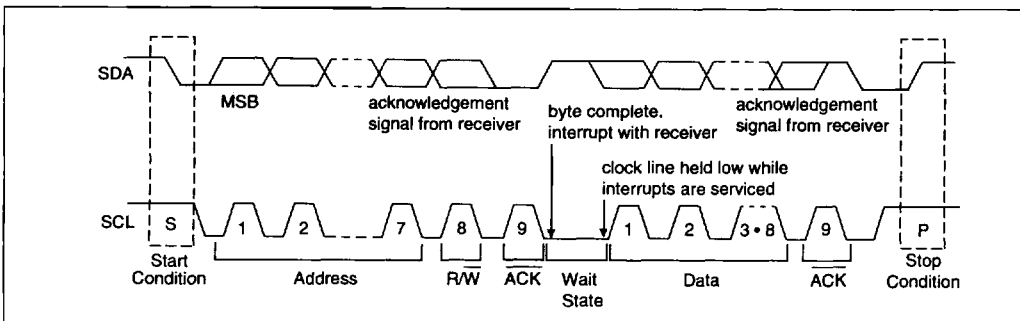 SDA
MSB
acknowledgement
signal from receiver
byte complete.
interrupt with receiver
acknowledgement
signal from receiver
clock line held low while
interrupts are serviced
SCL
S
1
2
7
8
9
1
2
3 • 8
9
P
Start
Condition
Address
R/W̅
A̅C̅K̅
Wait
State
Data
A̅C̅K̅
Stop
Condition